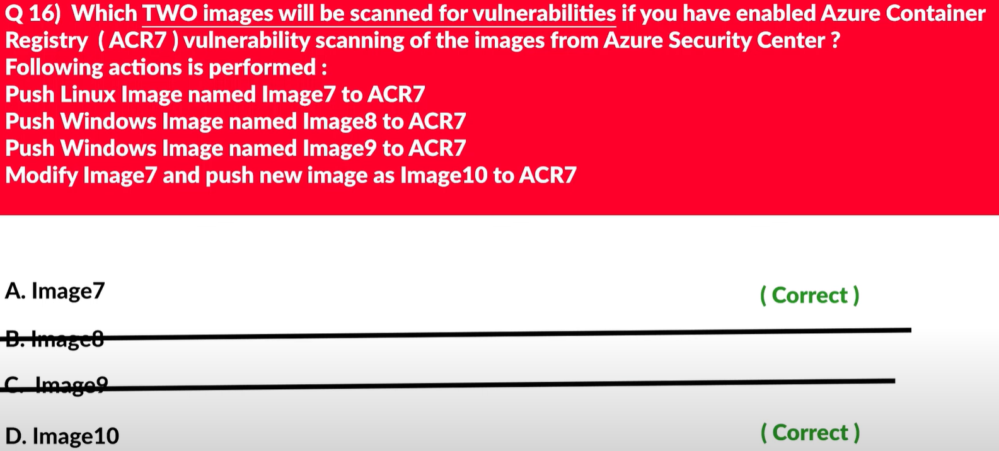 Q 16) Which TWO images will be scanned for vulnerabilities if you have enabled Azure Container
Registry ( ACR7 ) vulnerability scanning of the images from Azure Security Center ?
Following actions is performed :
Push Linux Image named Image7 to ACR7
Push Windows Image named Image8 to ACR7
Push Windows Image named Image9 to ACR7
Modify Image7 and push new image as Image10 to ACR7
A. Image7 ( Correct )
B. Image8
C. Image9
D. Image10 ( Correct )